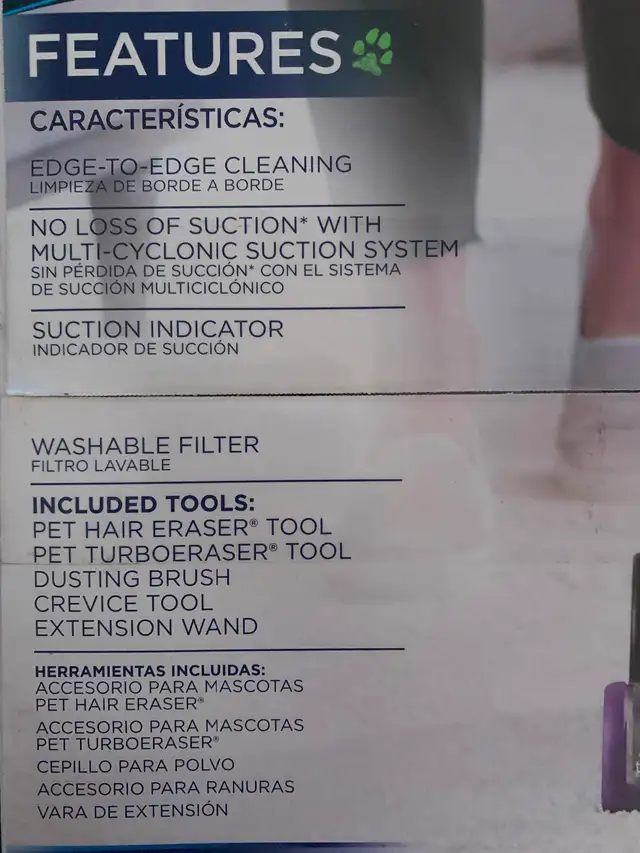 FEATURES
CARACTERÍSTICAS:
EDGE-TO-EDGE CLEANING
LIMPIEZA DE BORDE A BORDE
NO LOSS OF SUCTION* WITH
MULTI-CYCLONIC SUCTION SYSTEM
SIN PÉRDIDA DE SUCCIÓN* CON EL SISTEMA
DE SUCCIÓN MULTICICLÓNICO
SUCTION INDICATOR
INDICADOR DE SUCCIÓN
WASHABLE FILTER
FILTRO LAVABLE
INCLUDED TOOLS:
PET HAIR ERASER® TOOL
PET TURBOERASER® TOOL
DUSTING BRUSH
CREVICE TOOL
EXTENSION WAND
HERRAMIENTAS INCLUIDAS:
ACCESORIO PARA MASCOTAS
PET HAIR ERASER®
ACCESORIO PARA MASCOTAS
PET TURBOERASER®
CEPILLO PARA POLVO
ACCESORIO PARA RANURAS
VARA DE EXTENSIÓN